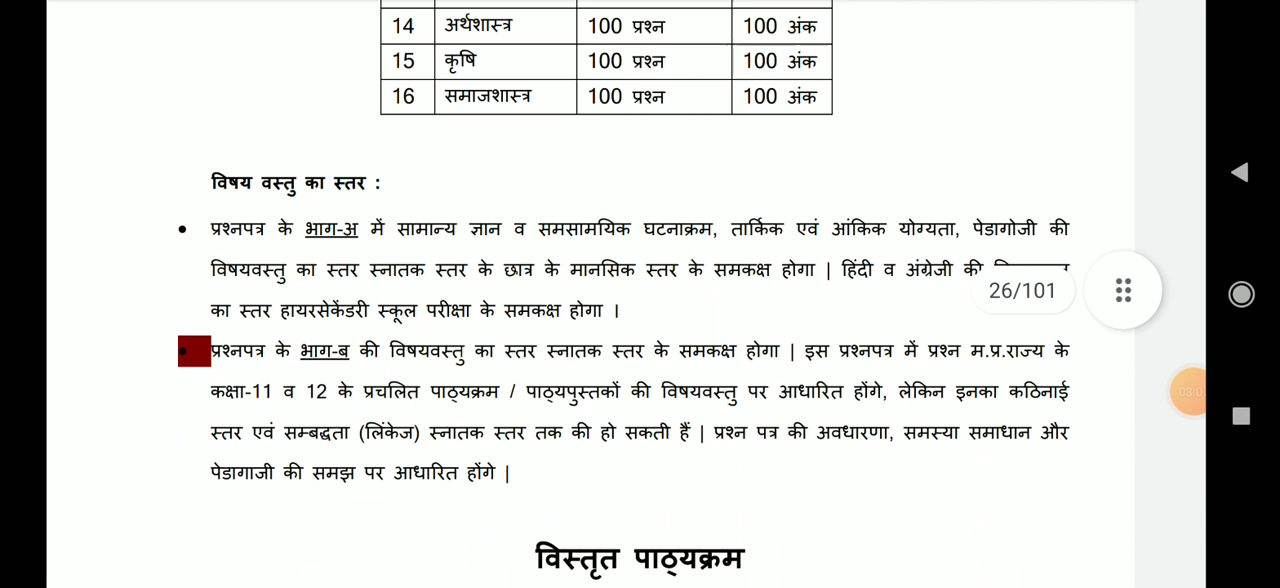 14 अर्थशास्त्र 100 प्रश्न 100 अंक
15 कृषि 100 प्रश्न 100 अंक
16 समाजशास्त्र 100 प्रश्न 100 अंक
विषय वस्तु का स्तर :
• प्रश्नपत्र के भाग-अ में सामान्य ज्ञान व समसामयिक घटनाक्रम, तार्किक एवं आंकिक योग्यता, पेडागोजी की
विषयवस्तु का स्तर स्नातक स्तर के छात्र के मानसिक स्तर के समकक्ष होगा | हिंदी व अंग्रेजी की
26/101
का स्तर हायरसेकेंडरी स्कूल परीक्षा के समकक्ष होगा ।
• प्रश्नपत्र के भाग-ब की विषयवस्तु का स्तर स्नातक स्तर के समकक्ष होगा | इस प्रश्नपत्र में प्रश्न म.प्र.राज्य के
कक्षा-11 व 12 के प्रचलित पाठ्यक्रम / पाठ्यपुस्तकों की विषयवस्तु पर आधारित होंगे, लेकिन इनका कठिनाई
स्तर एवं सम्बद्धता (लिंकेज) स्नातक स्तर तक की हो सकती हैं | प्रश्न पत्र की अवधारणा, समस्या समाधान और
पेडागाजी की समझ पर आधारित होंगे |
विस्तृत पाठ्यक्रम